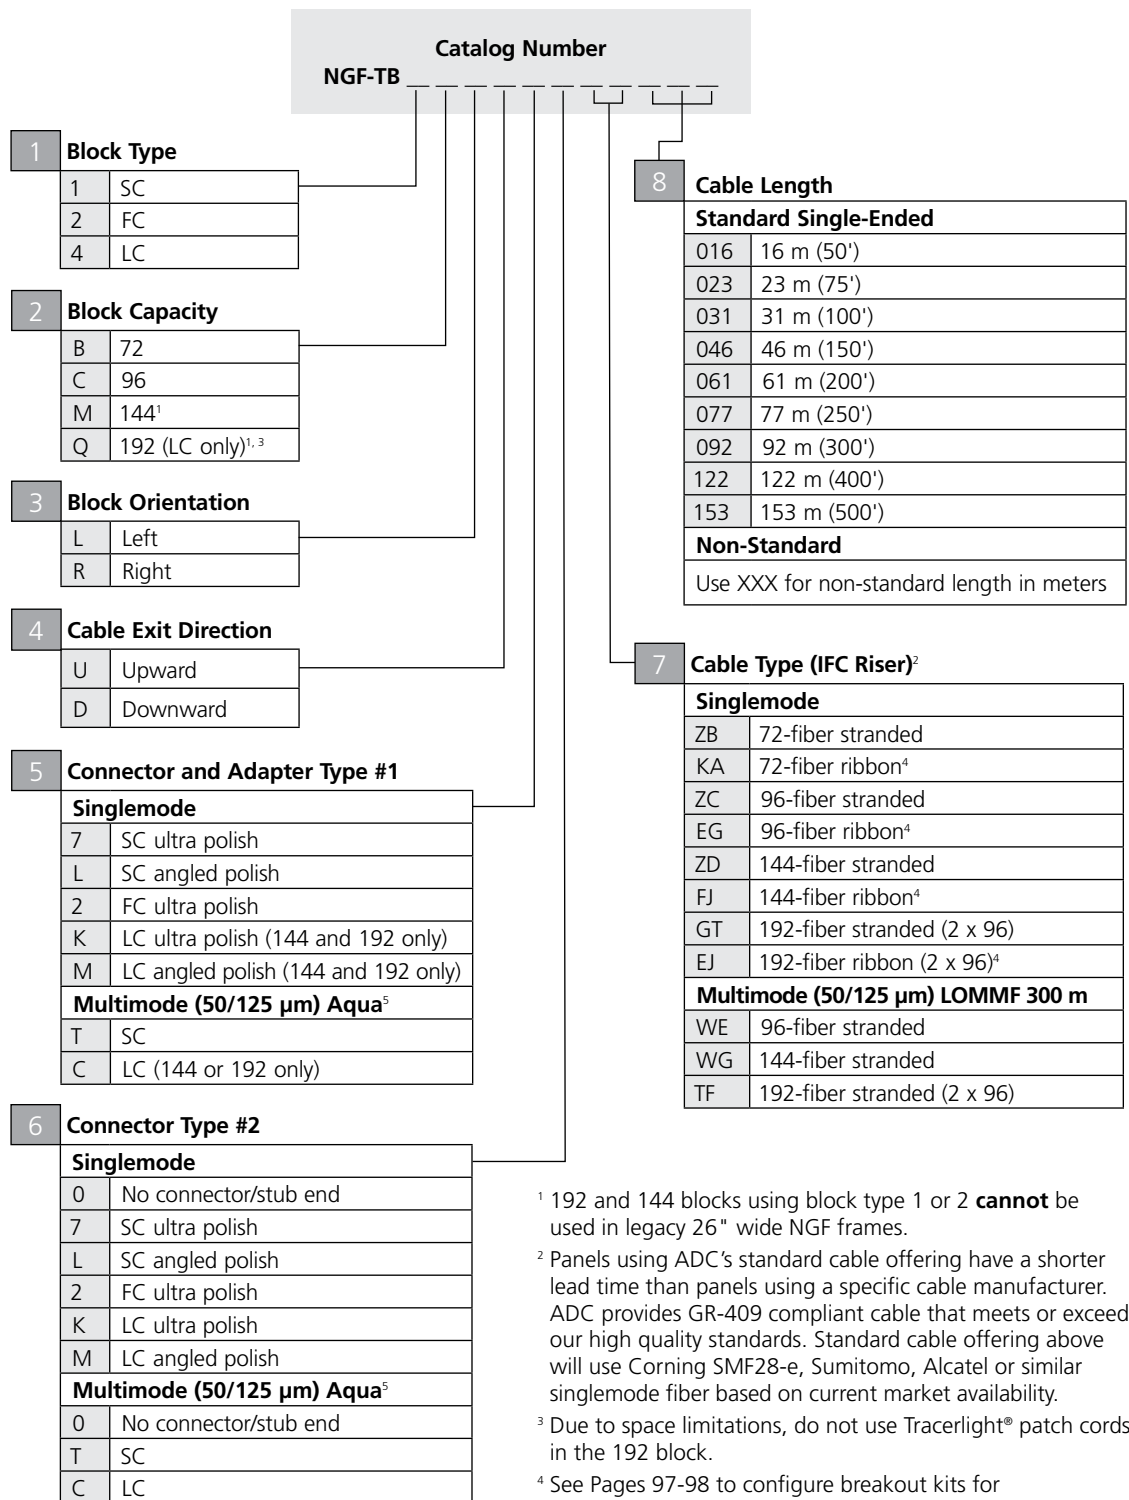 Catalog Number
NGF-TB _ _ _ _ _ _ _ _ _ _ _
1 Block Type
1 SC
2 FC
4 LC
2 Block Capacity
B 72
C 96
M 144¹
Q 192 (LC only)¹, ³
3 Block Orientation
L Left
R Right
4 Cable Exit Direction
U Upward
D Downward
5 Connector and Adapter Type #1
Singlemode
7 SC ultra polish
L SC angled polish
2 FC ultra polish
K LC ultra polish (144 and 192 only)
M LC angled polish (144 and 192 only)
Multimode (50/125 µm) Aqua⁵
T SC
C LC (144 or 192 only)
6 Connector Type #2
Singlemode
0 No connector/stub end
7 SC ultra polish
L SC angled polish
2 FC ultra polish
K LC ultra polish
M LC angled polish
Multimode (50/125 µm) Aqua⁵
0 No connector/stub end
T SC
C LC
8 Cable Length
Standard Single-Ended
016 16 m (50')
023 23 m (75')
031 31 m (100')
046 46 m (150')
061 61 m (200')
077 77 m (250')
092 92 m (300')
122 122 m (400')
153 153 m (500')
Non-Standard
Use XXX for non-standard length in meters
7 Cable Type (IFC Riser)²
Singlemode
ZB 72-fiber stranded
KA 72-fiber ribbon⁴
ZC 96-fiber stranded
EG 96-fiber ribbon⁴
ZD 144-fiber stranded
FJ 144-fiber ribbon⁴
GT 192-fiber stranded (2 x 96)
EJ 192-fiber ribbon (2 x 96)⁴
Multimode (50/125 µm) LOMMF 300 m
WE 96-fiber stranded
WG 144-fiber stranded
TF 192-fiber stranded (2 x 96)
¹ 192 and 144 blocks using block type 1 or 2 cannot be
used in legacy 26" wide NGF frames.
² Panels using ADC's standard cable offering have a shorter
lead time than panels using a specific cable manufacturer.
ADC provides GR-409 compliant cable that meets or exceed
our high quality standards. Standard cable offering above
will use Corning SMF28-e, Sumitomo, Alcatel or similar
singlemode fiber based on current market availability.
³ Due to space limitations, do not use Tracerlight® patch cords
in the 192 block.
⁴ See Pages 97-98 to configure breakout kits for